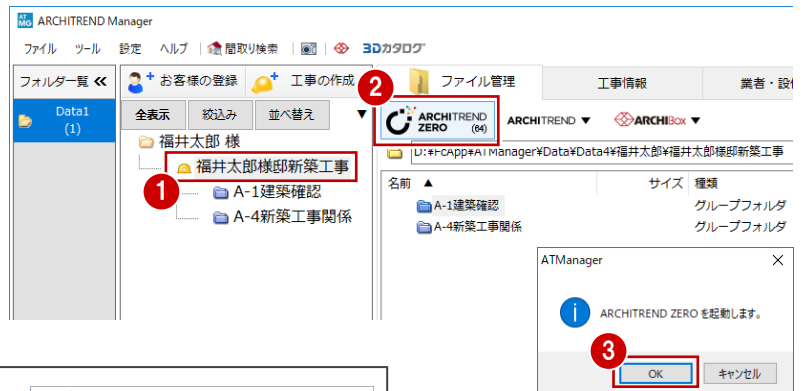 AT MG ARCHITREND Manager
ファイル ツール 設定 ヘルプ 間取り検索 3Dカタログ
フォルダ一覧 ≪ お客様の登録 工事の作成 2 ファイル管理 工事情報 業者・設
Data1
(1)
全表示 絞込み 並べ替え ▼
ARCHITREND
ZERO (64)
ARCHITREND ▼ ARCHIBOX ▼
福井太郎 様
D:¥FcApp¥ATManager¥Data¥Data4¥福井太郎¥福井太郎様邸新築工事
1 福井太郎様邸新築工事
名前 ▲ サイズ 種類
A-1建築確認
A-4新築工事関係
A-1建築確認 グループフォルダ
A-4新築工事関係 グループフォルダ
ATManager ×
i ARCHITREND ZERO を起動します。
3 OK キャンセル